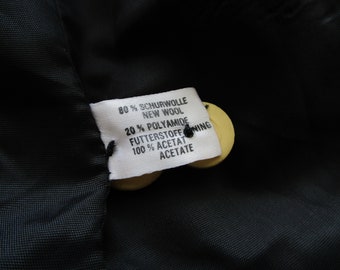 80 % SCHURWOLLE
NEW WOOL
20 % POLYAMIDE
FUTTERSTOFF
100 % ACETAT
ACETATE